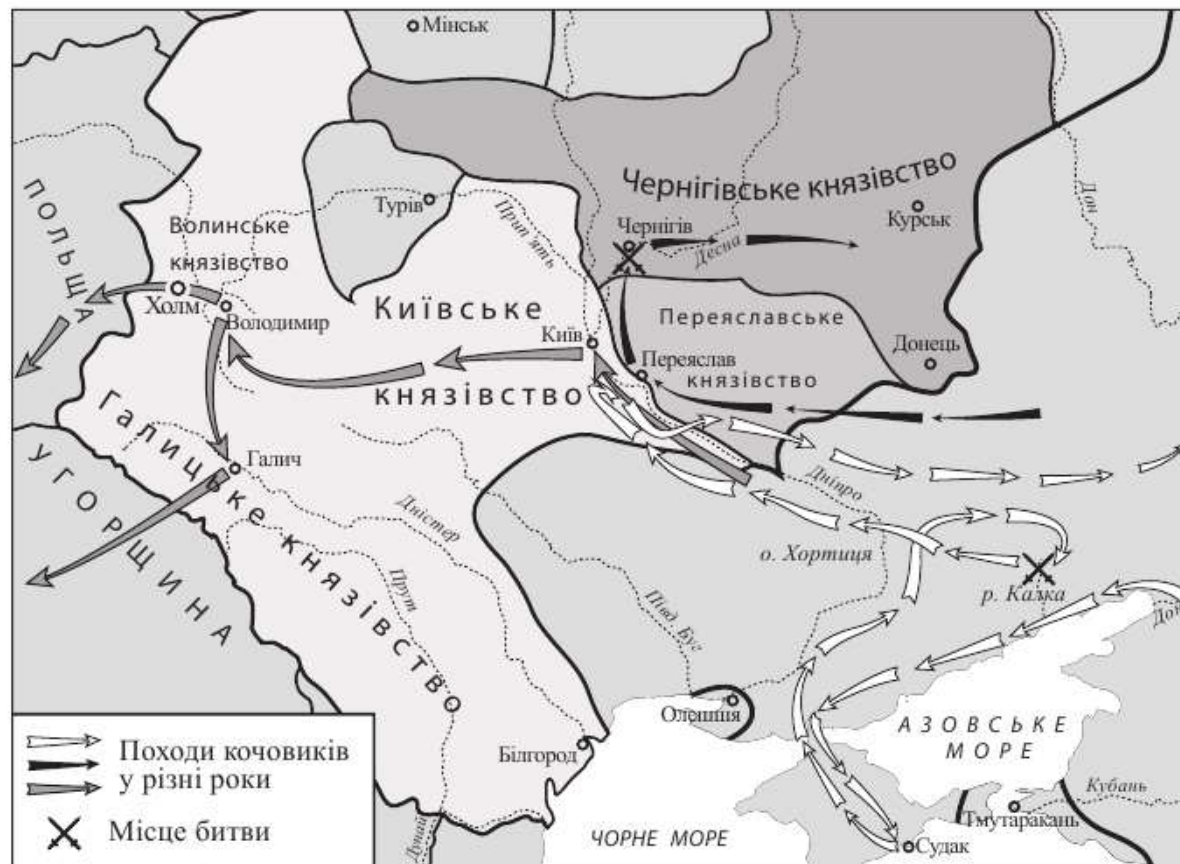 Мінськ
ПОЛЬЩА
Волинське
князівство
Турів
Прип'ять
Чернігівське князівство
Чернігів
Десна
Курськ
Дон
Холм
Володимир
Київське
князівство
Київ
Переяславське
князівство
Переяслав
Донець
Галицьке князівство
УГОРЩИНА
Галич
Дністер
Прут
Півд. Буг
Дніпро
о. Хортиця
р. Калка
Олешшя
Білгород
Дунай
АЗОВСЬКЕ
МОРЕ
Кубань
Тмутаракань
ЧОРНЕ МОРЕ
Судак
Походи кочовиків
у різні роки
Місце битви